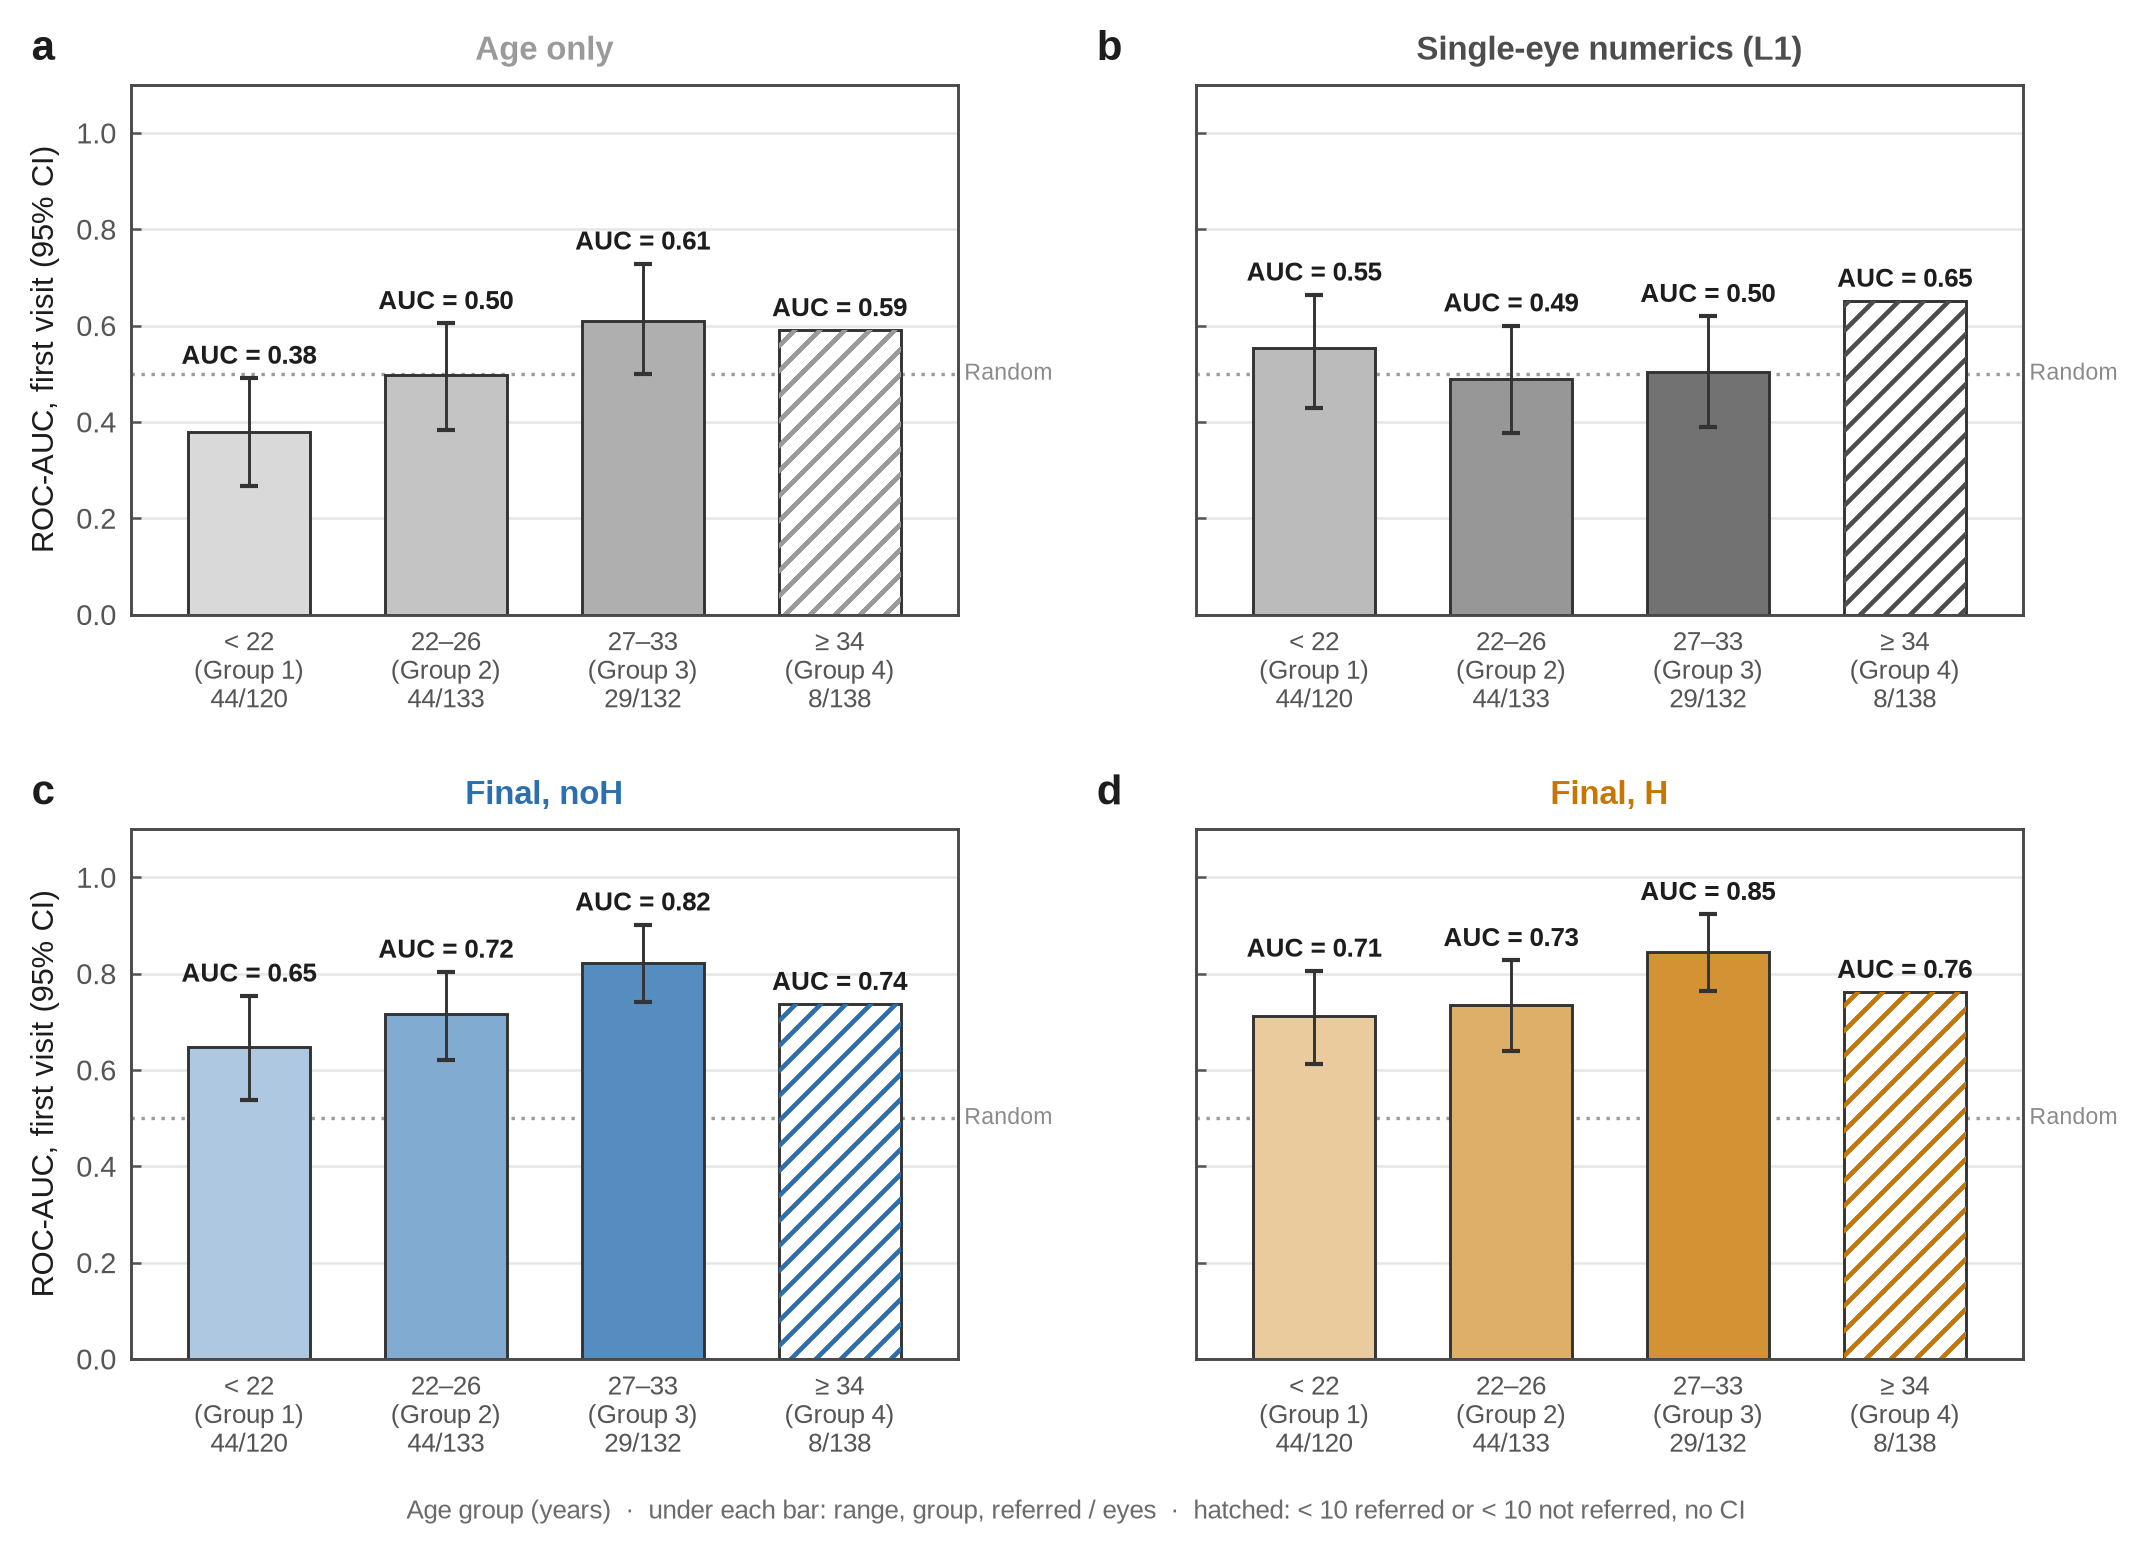 a
Age only
ROC-AUC, first visit (95% CI)
1.0
0.8
0.6
0.4
0.2
0.0
AUC = 0.38
AUC = 0.50
AUC = 0.61
AUC = 0.59
Random
< 22
(Group 1)
44/120
22–26
(Group 2)
44/133
27–33
(Group 3)
29/132
≥ 34
(Group 4)
8/138
b
Single-eye numerics (L1)
AUC = 0.55
AUC = 0.49
AUC = 0.50
AUC = 0.65
Random
< 22
(Group 1)
44/120
22–26
(Group 2)
44/133
27–33
(Group 3)
29/132
≥ 34
(Group 4)
8/138
c
Final, noH
ROC-AUC, first visit (95% CI)
1.0
0.8
0.6
0.4
0.2
0.0
AUC = 0.65
AUC = 0.72
AUC = 0.82
AUC = 0.74
Random
< 22
(Group 1)
44/120
22–26
(Group 2)
44/133
27–33
(Group 3)
29/132
≥ 34
(Group 4)
8/138
d
Final, H
AUC = 0.71
AUC = 0.73
AUC = 0.85
AUC = 0.76
Random
< 22
(Group 1)
44/120
22–26
(Group 2)
44/133
27–33
(Group 3)
29/132
≥ 34
(Group 4)
8/138
Age group (years) · under each bar: range, group, referred / eyes · hatched: < 10 referred or < 10 not referred, no CI